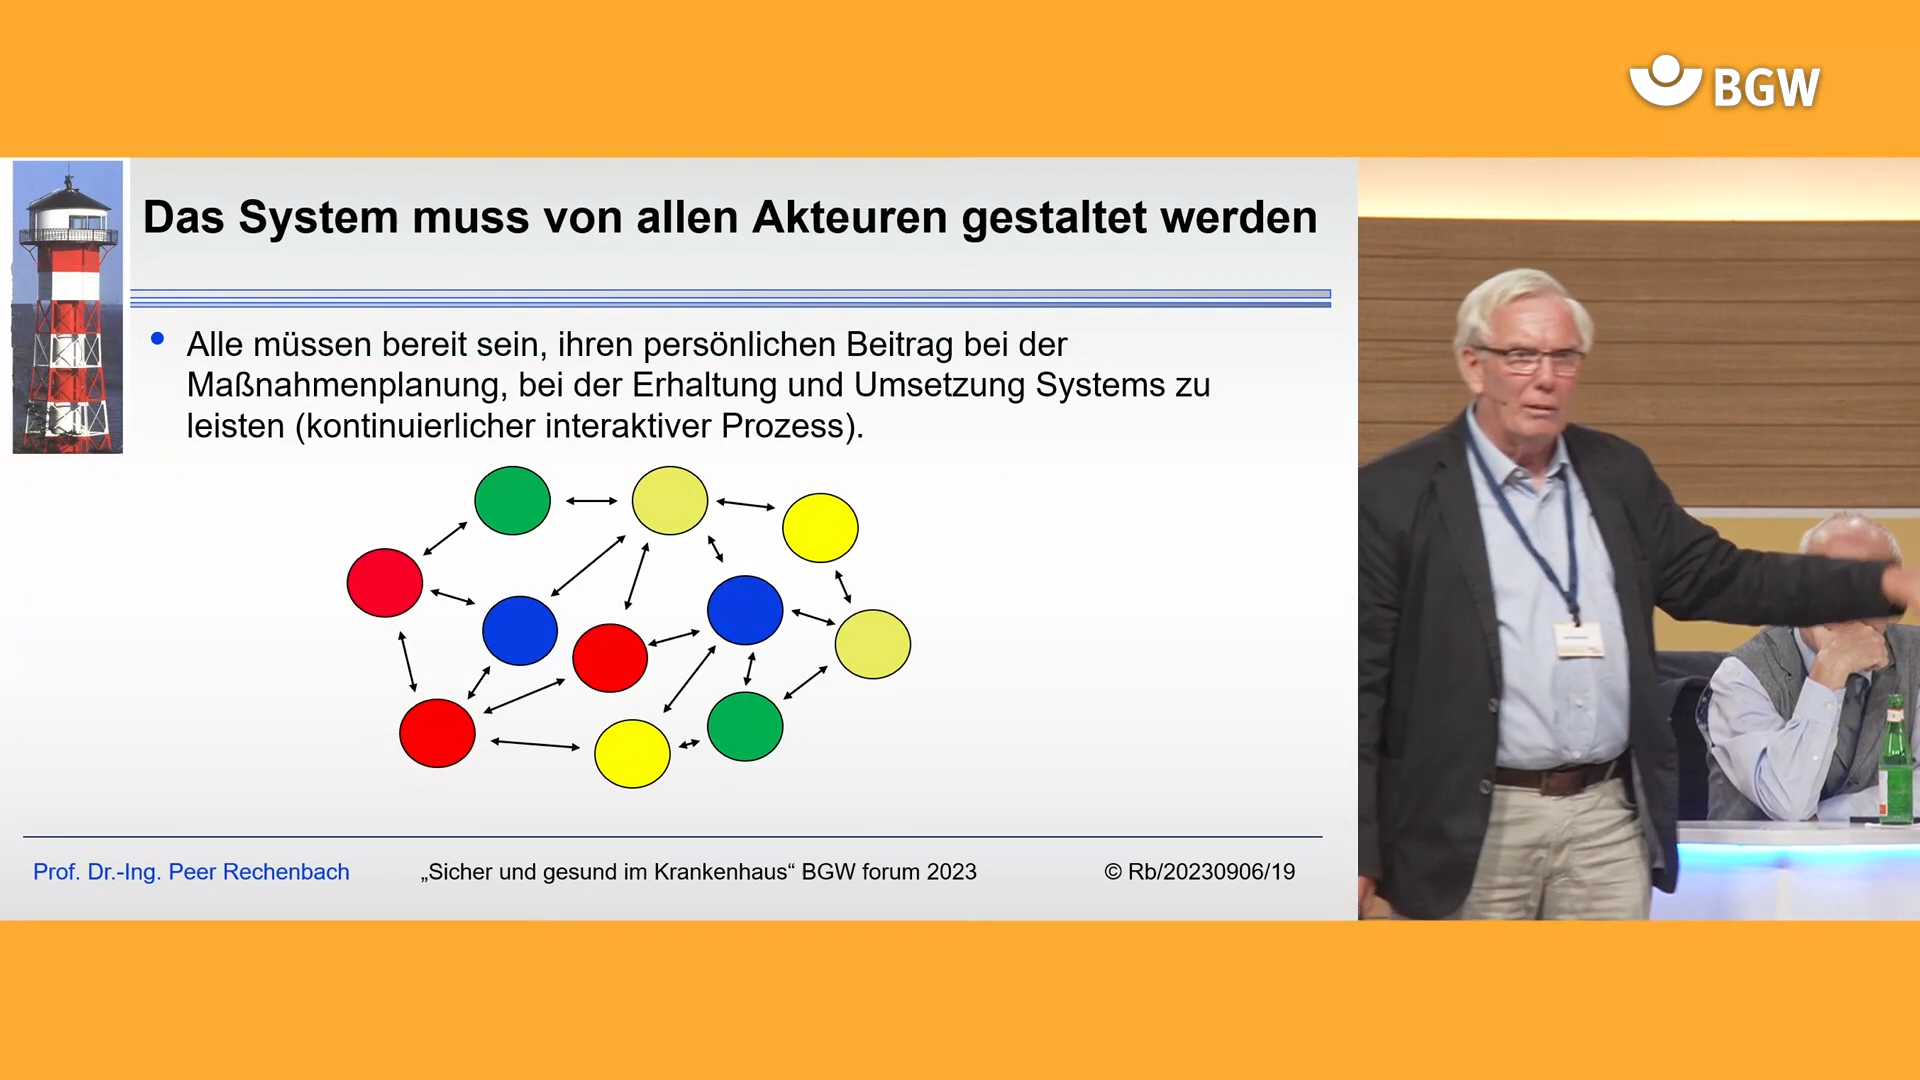 BGW
Das System muss von allen Akteuren gestaltet werden
Alle müssen bereit sein, ihren persönlichen Beitrag bei der
Maßnahmenplanung, bei der Erhaltung und Umsetzung Systems zu
leisten (kontinuierlicher interaktiver Prozess).
Prof. Dr.-Ing. Peer Rechenbach
„Sicher und gesund im Krankenhaus“ BGW forum 2023
© Rb/20230906/19